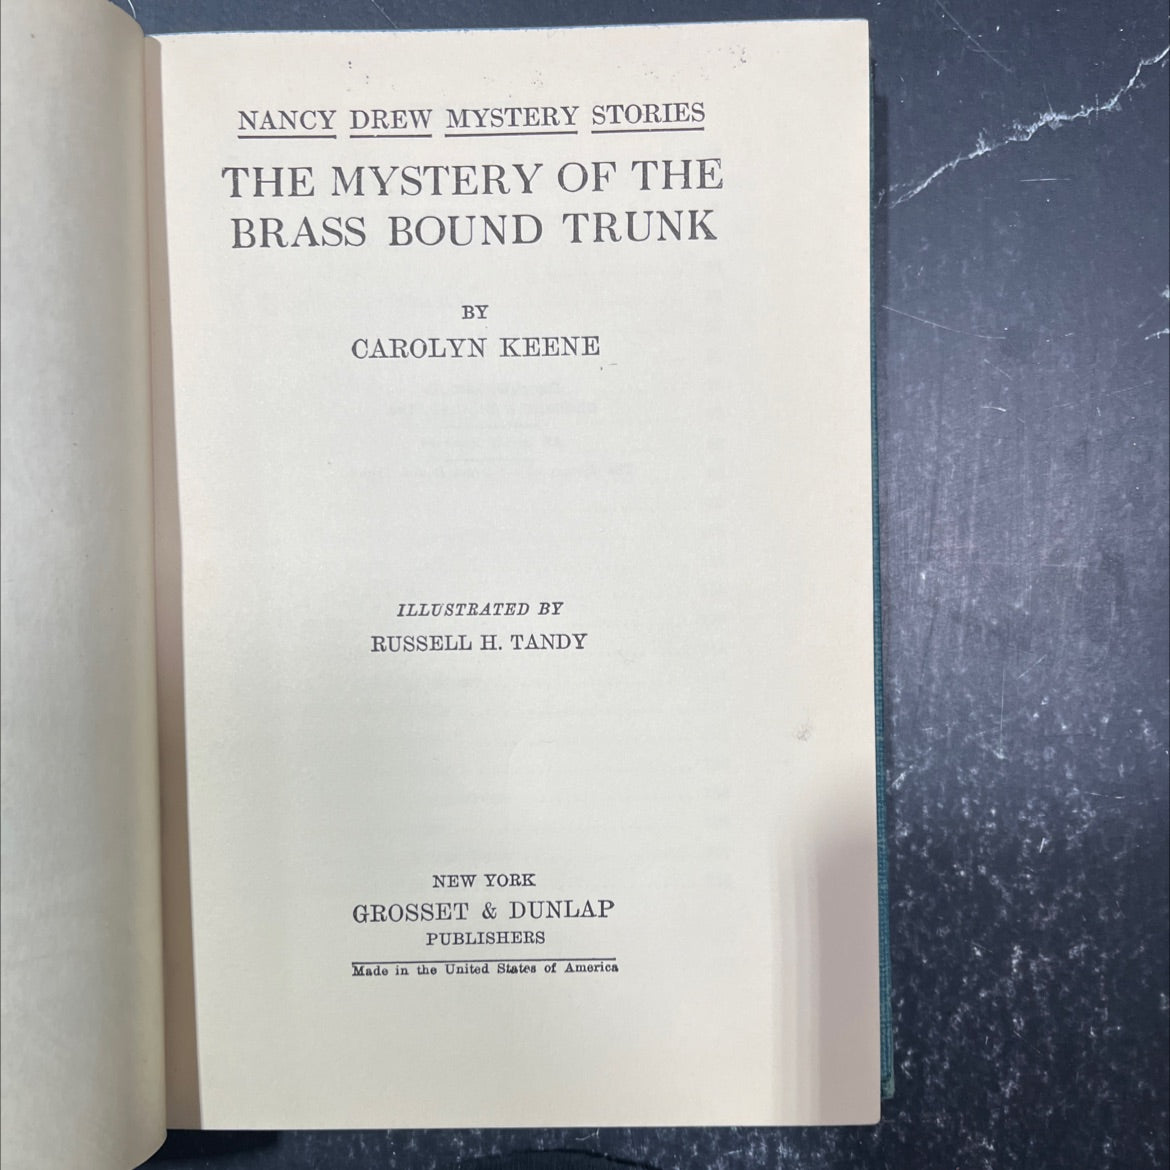 NANCY DREW MYSTERY STORIES
THE MYSTERY OF THE
BRASS BOUND TRUNK
BY
CAROLYN KEENE
ILLUSTRATED BY
RUSSELL H. TANDY
NEW YORK
GROSSET & DUNLAP
PUBLISHERS
Made in the United States of America